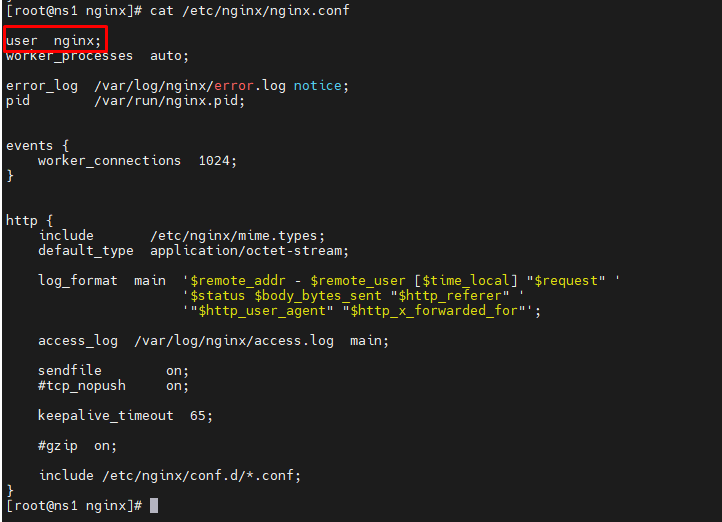 [root@ns1 nginx]# cat /etc/nginx/nginx.conf
user  nginx;
worker_processes  auto;
error_log  /var/log/nginx/error.log notice;
pid        /var/run/nginx.pid;
events {
    worker_connections  1024;
}
http {
    include       /etc/nginx/mime.types;
    default_type  application/octet-stream;
    log_format  main  '$remote_addr - $remote_user [$time_local] "$request" '
                      '$status $body_bytes_sent "$http_referer" '
                      '"$http_user_agent" "$http_x_forwarded_for"';
    access_log  /var/log/nginx/access.log  main;
    sendfile        on;
    #tcp_nopush     on;
    keepalive_timeout  65;
    #gzip  on;
    include /etc/nginx/conf.d/*.conf;
}
[root@ns1 nginx]#